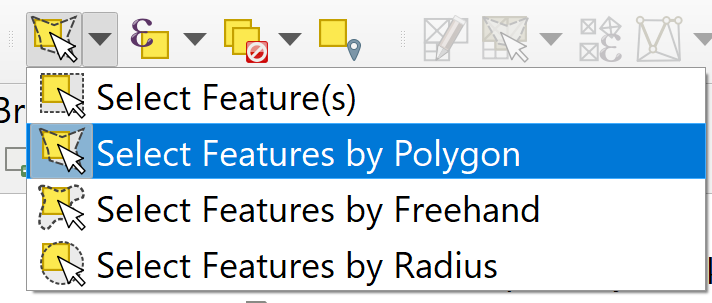 Select Feature(s)
Select Features by Polygon
Select Features by Freehand
Select Features by Radius